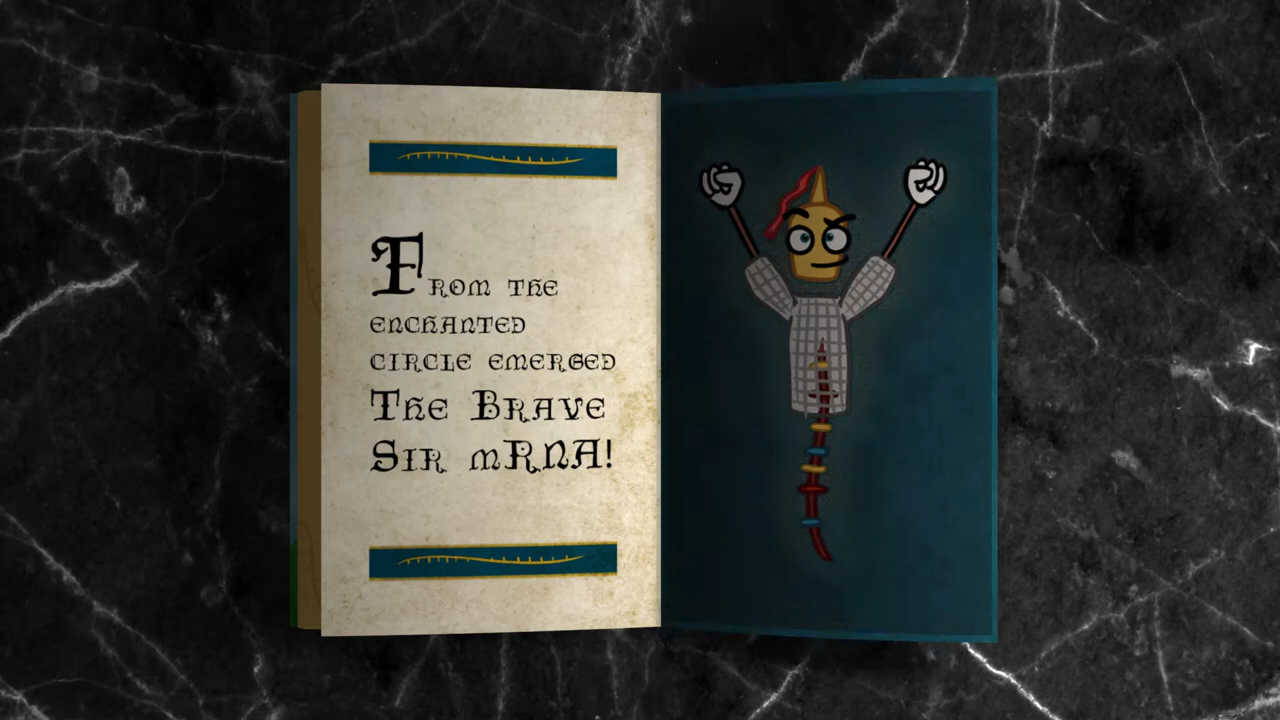 From the
enchanted
circle emerged
The Brave
Sir mRNA!